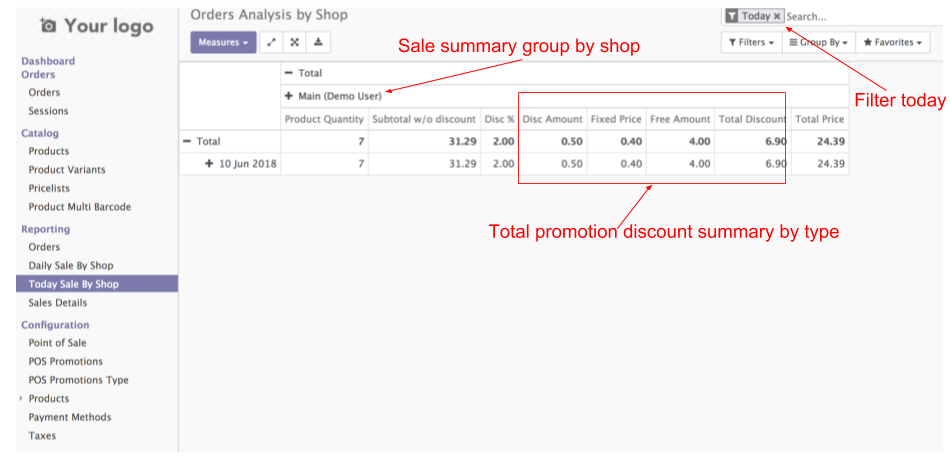 Your logo
Orders Analysis by Shop
Today × Search...
Measures
Filters Group By Favorites
Sale summary group by shop
Filter today
Dashboard
Orders
Orders
Sessions
Catalog
Products
Product Variants
Pricelists
Product Multi Barcode
Reporting
Orders
Daily Sale By Shop
Today Sale By Shop
Sales Details
Configuration
Point of Sale
POS Promotions
POS Promotions Type
Products
Payment Methods
Taxes
Total
Main (Demo User)
Product Quantity Subtotal w/o discount Disc % Disc Amount Fixed Price Free Amount Total Discount Total Price
Total 7 31.29 2.00 0.50 0.40 4.00 6.90 24.39
10 Jun 2018 7 31.29 2.00 0.50 0.40 4.00 6.90 24.39
Total promotion discount summary by type